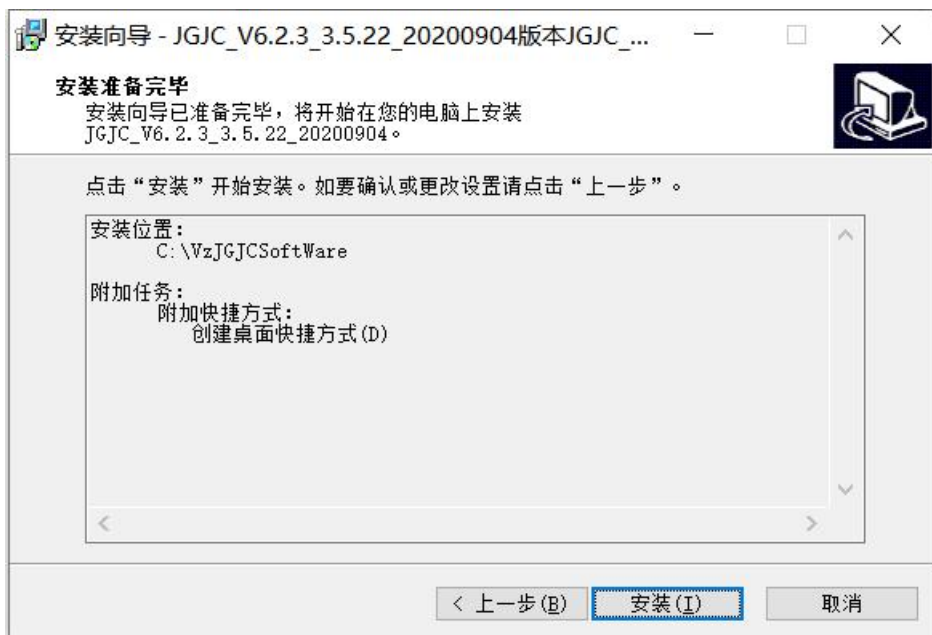 安装向导 - JGJC_V6.2.3_3.5.22_20200904版本JGJC_...
安装准备完毕
安装向导已准备完毕，将开始在您的电脑上安装
JGJC_V6.2.3_3.5.22_20200904。
点击“安装”开始安装。如要确认或更改设置请点击“上一步”。
安装位置:
C:\VzJGJCSoftWare
附加任务:
附加快捷方式:
创建桌面快捷方式(D)
< 上一步(B)
安装(I)
取消